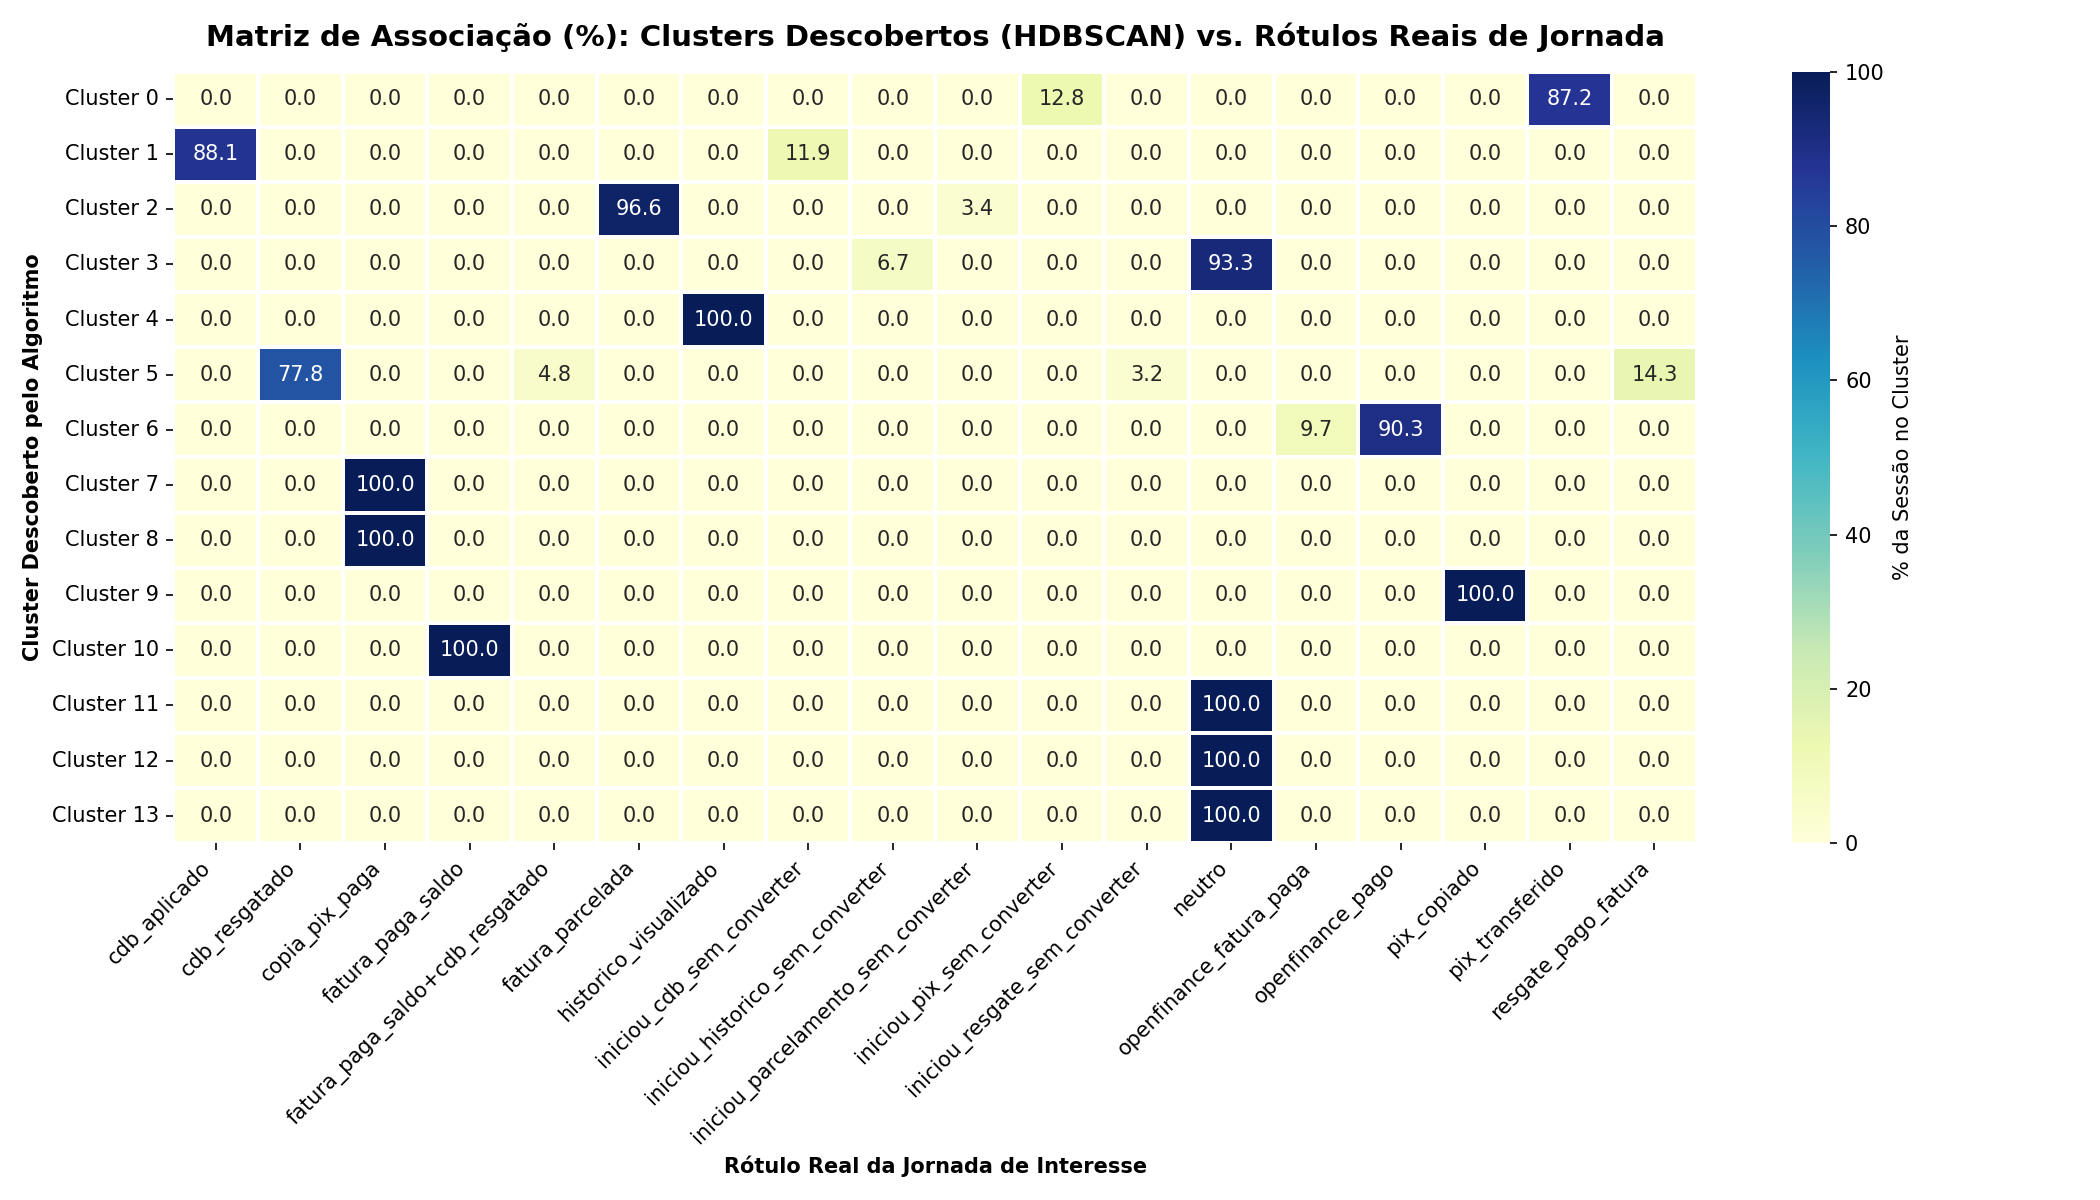 Matriz de Associação (%): Clusters Descobertos (HDBSCAN) vs. Rótulos Reais de Jornada
Cluster Descoberto pelo Algoritmo
Cluster 0 0.0 0.0 0.0 0.0 0.0 0.0 0.0 0.0 0.0 0.0 12.8 0.0 0.0 0.0 0.0 0.0 87.2 0.0
Cluster 1 88.1 0.0 0.0 0.0 0.0 0.0 0.0 11.9 0.0 0.0 0.0 0.0 0.0 0.0 0.0 0.0 0.0 0.0
Cluster 2 0.0 0.0 0.0 0.0 0.0 96.6 0.0 0.0 0.0 3.4 0.0 0.0 0.0 0.0 0.0 0.0 0.0 0.0
Cluster 3 0.0 0.0 0.0 0.0 0.0 0.0 0.0 0.0 6.7 0.0 0.0 0.0 93.3 0.0 0.0 0.0 0.0 0.0
Cluster 4 0.0 0.0 0.0 0.0 0.0 0.0 100.0 0.0 0.0 0.0 0.0 0.0 0.0 0.0 0.0 0.0 0.0 0.0
Cluster 5 0.0 77.8 0.0 0.0 4.8 0.0 0.0 0.0 0.0 0.0 0.0 3.2 0.0 0.0 0.0 0.0 0.0 14.3
Cluster 6 0.0 0.0 0.0 0.0 0.0 0.0 0.0 0.0 0.0 0.0 0.0 0.0 0.0 9.7 90.3 0.0 0.0 0.0
Cluster 7 0.0 0.0 100.0 0.0 0.0 0.0 0.0 0.0 0.0 0.0 0.0 0.0 0.0 0.0 0.0 0.0 0.0 0.0
Cluster 8 0.0 0.0 100.0 0.0 0.0 0.0 0.0 0.0 0.0 0.0 0.0 0.0 0.0 0.0 0.0 0.0 0.0 0.0
Cluster 9 0.0 0.0 0.0 0.0 0.0 0.0 0.0 0.0 0.0 0.0 0.0 0.0 0.0 0.0 0.0 100.0 0.0 0.0
Cluster 10 0.0 0.0 0.0 100.0 0.0 0.0 0.0 0.0 0.0 0.0 0.0 0.0 0.0 0.0 0.0 0.0 0.0 0.0
Cluster 11 0.0 0.0 0.0 0.0 0.0 0.0 0.0 0.0 0.0 0.0 0.0 0.0 100.0 0.0 0.0 0.0 0.0 0.0
Cluster 12 0.0 0.0 0.0 0.0 0.0 0.0 0.0 0.0 0.0 0.0 0.0 0.0 100.0 0.0 0.0 0.0 0.0 0.0
Cluster 13 0.0 0.0 0.0 0.0 0.0 0.0 0.0 0.0 0.0 0.0 0.0 0.0 100.0 0.0 0.0 0.0 0.0 0.0
cdb_aplicado
cdb_resgatado
copia_pix_paga
fatura_paga_saldo
fatura_paga_saldo+cdb_resgatado
fatura_parcelada
historico_visualizado
iniciou_cdb_sem_converter
iniciou_historico_sem_converter
iniciou_parcelamento_sem_converter
iniciou_pix_sem_converter
iniciou_resgate_sem_converter
neutro
openfinance_fatura_paga
openfinance_pago
pix_copiado
pix_transferido
resgate_pago_fatura
Rótulo Real da Jornada de Interesse
100
80
60
40
20
0
% da Sessão no Cluster